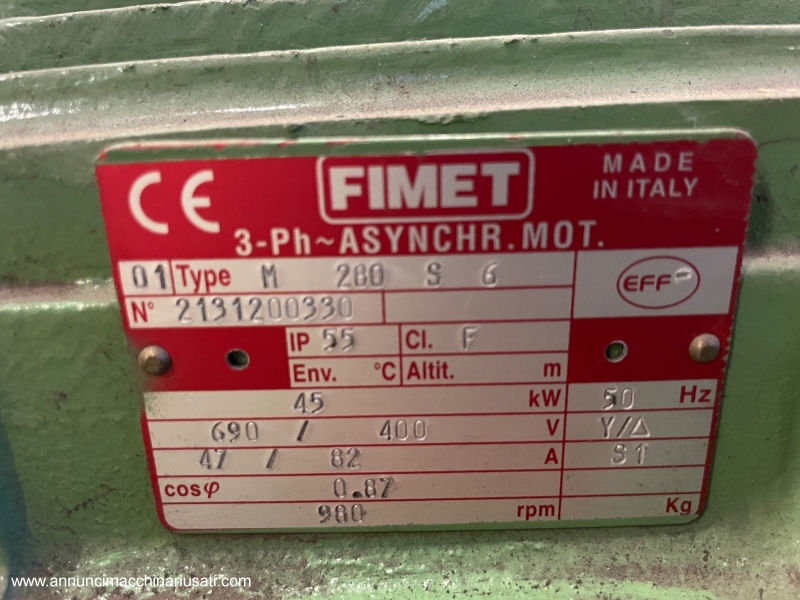 CE
FIMET
MADE
IN ITALY
3-Ph~ASYNCHR.MOT.
01 Type M 280 S 6
N° 2131200330
EFF
IP 55 Cl. F
Env. °C Altit. m
45 kW 50 Hz
690 / 400 V Y/△
47 / 82 A S1
cosφ 0.87
980 rpm Kg
www.annuncimacchinariusati.com